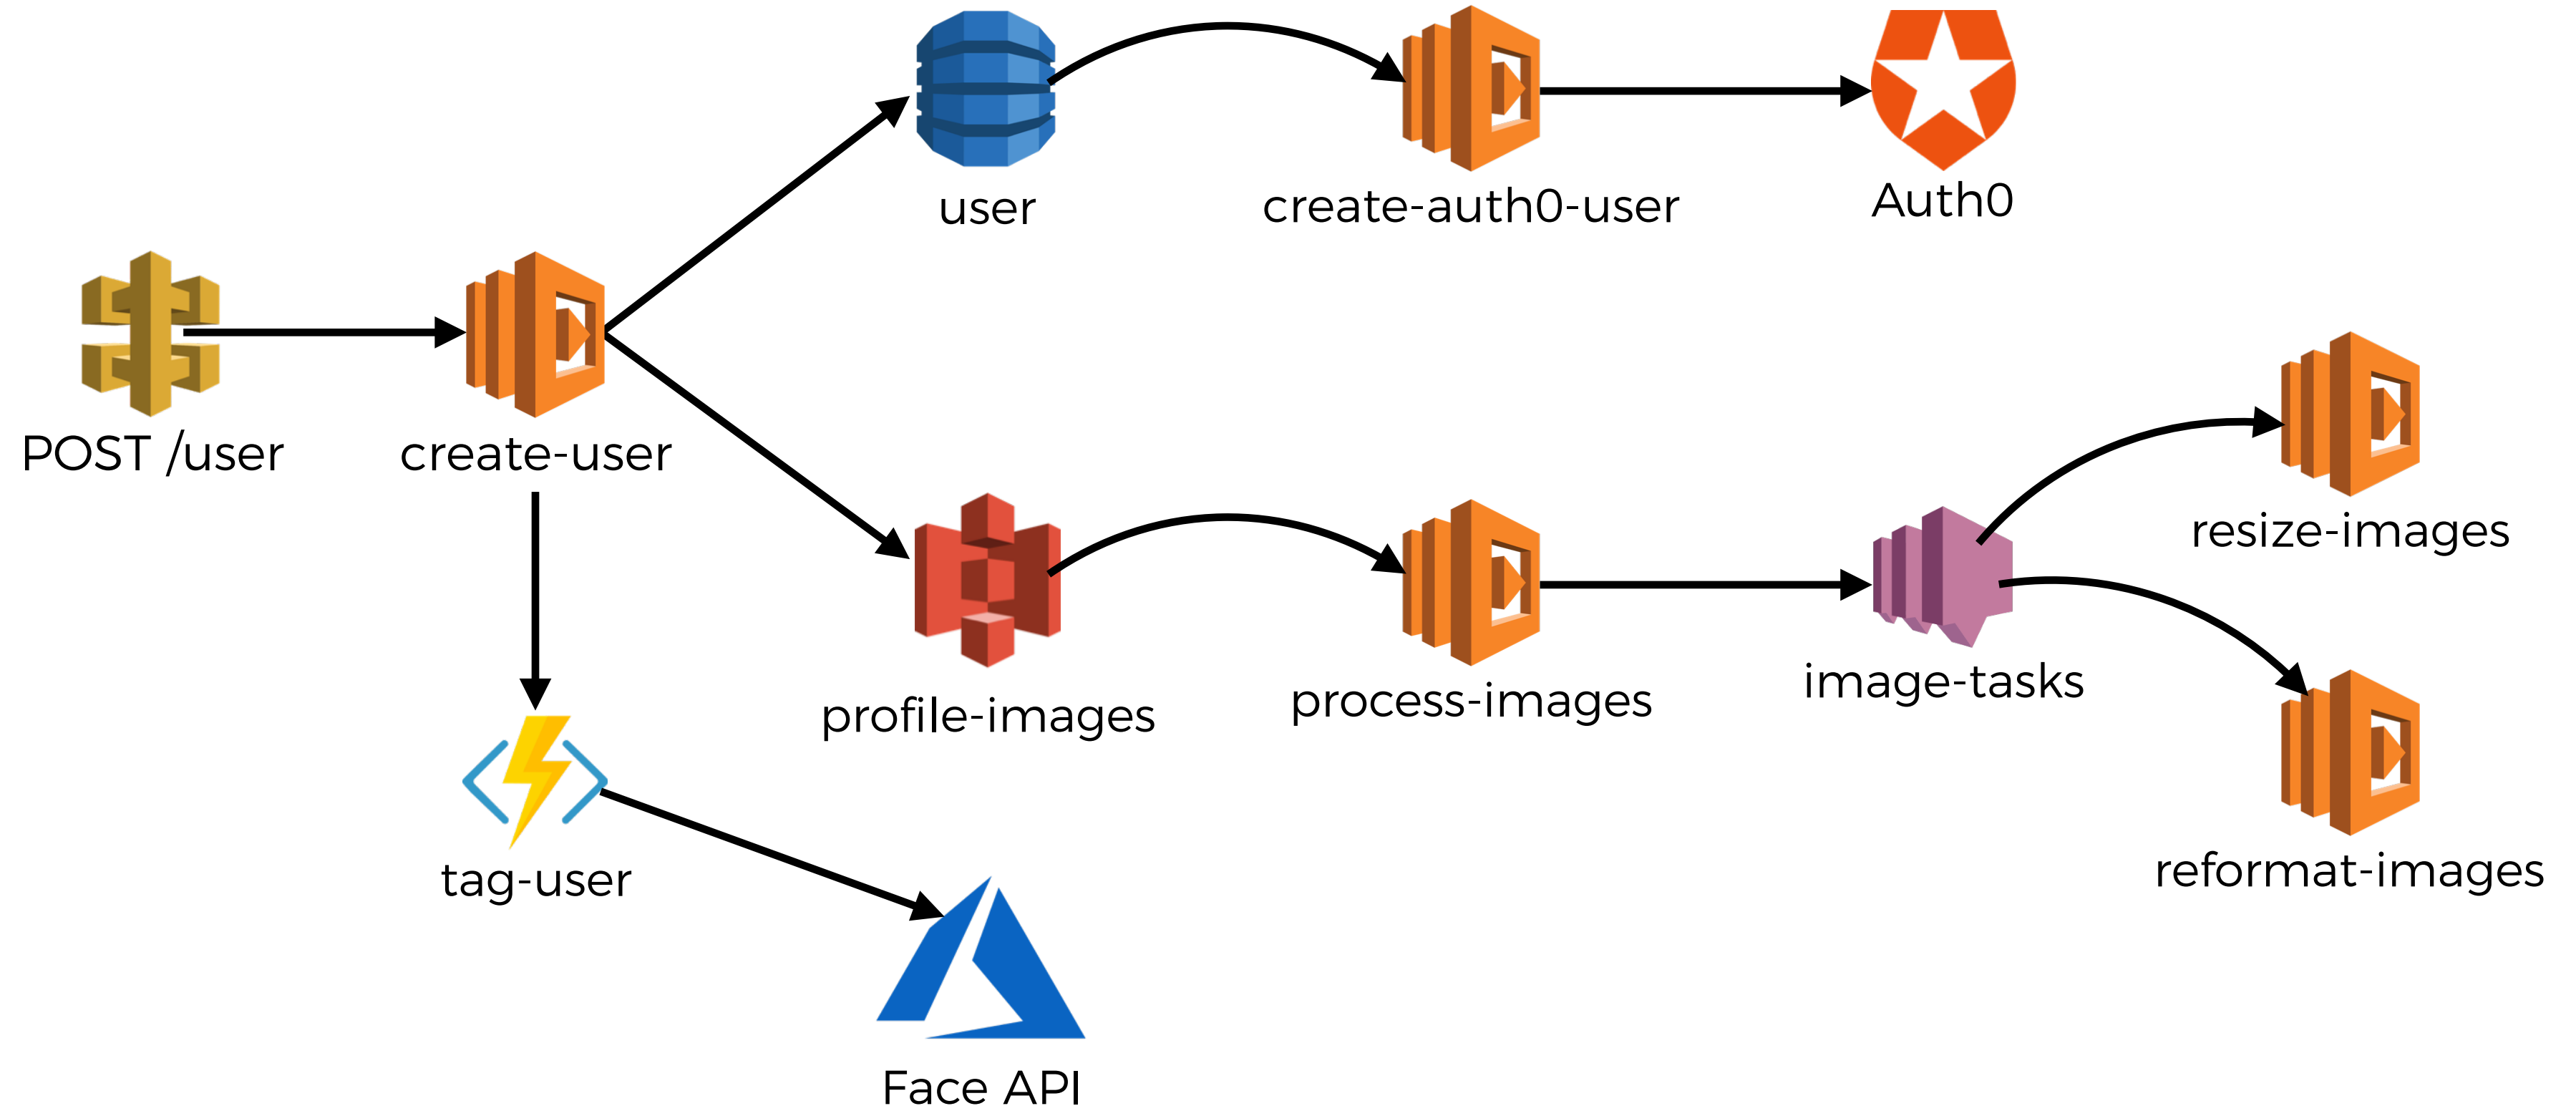 user
create-auth0-user
Auth0
POST /user
create-user
resize-images
profile-images
process-images
image-tasks
tag-user
reformat-images
Face API